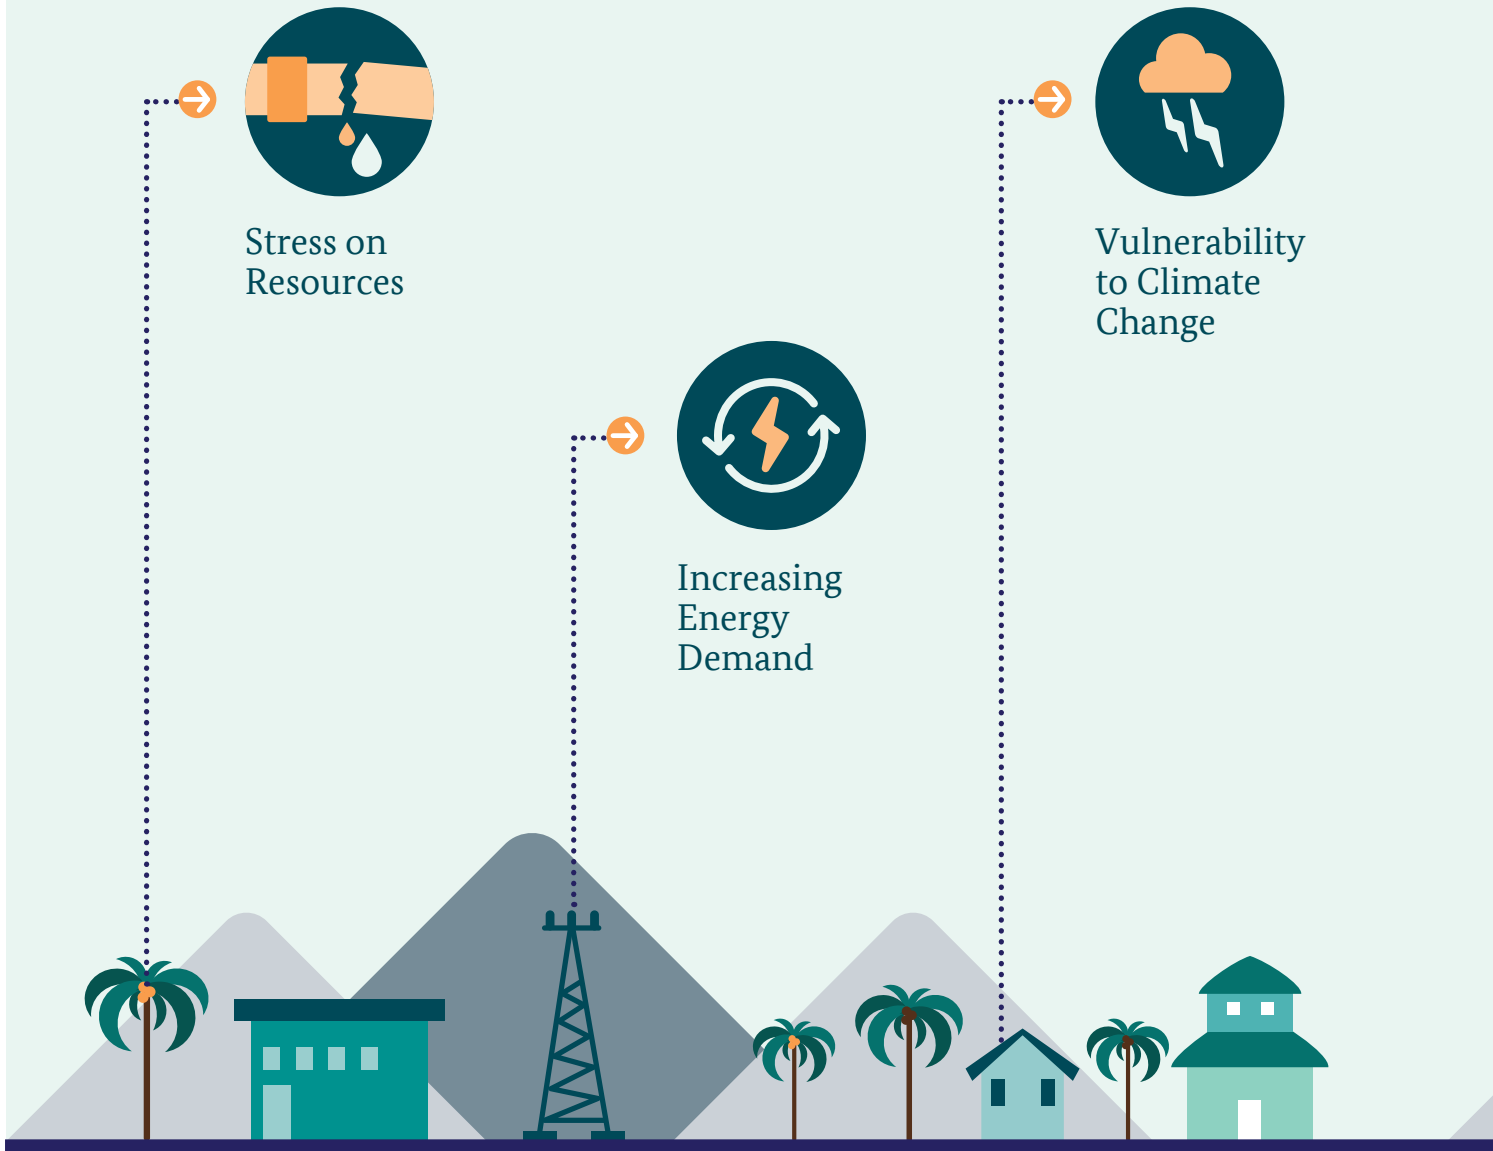 Stress on
Resources
Vulnerability
to Climate
Change
Increasing
Energy
Demand